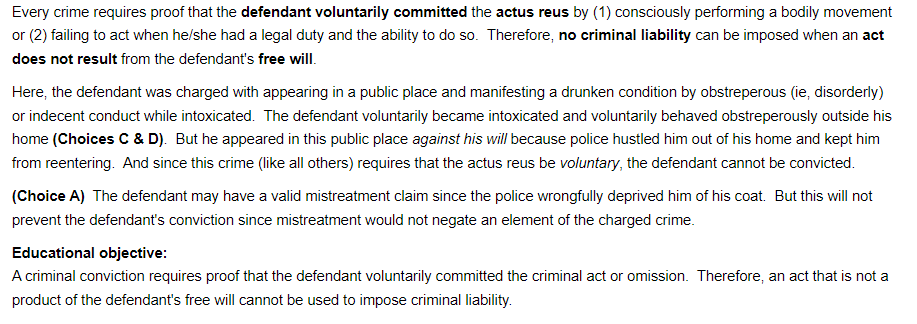 Every crime requires proof that the defendant voluntarily committed the actus reus by (1) consciously performing a bodily movement
or (2) failing to act when he/she had a legal duty and the ability to do so. Therefore, no criminal liability can be imposed when an act
does not result from the defendant's free will.
Here, the defendant was charged with appearing in a public place and manifesting a drunken condition by obstreperous (ie, disorderly)
or indecent conduct while intoxicated. The defendant voluntarily became intoxicated and voluntarily behaved obstreperously outside his
home (Choices C & D). But he appeared in this public place against his will because police hustled him out of his home and kept him
from reentering. And since this crime (like all others) requires that the actus reus be voluntary, the defendant cannot be convicted.
(Choice A) The defendant may have a valid mistreatment claim since the police wrongfully deprived him of his coat. But this will not
prevent the defendant's conviction since mistreatment would not negate an element of the charged crime.
Educational objective:
A criminal conviction requires proof that the defendant voluntarily committed the criminal act or omission. Therefore, an act that is not a
product of the defendant's free will cannot be used to impose criminal liability.